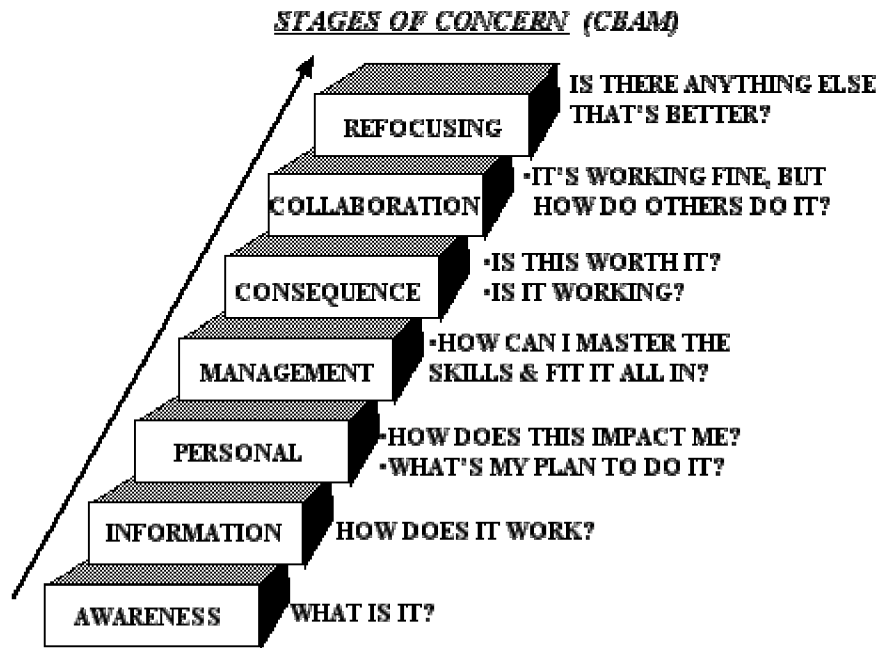 STAGES OF CONCERN (CBAM)
IS THERE ANYTHING ELSE
THAT'S BETTER?
REFOCUSING
•IT'S WORKING FINE, BUT
HOW DO OTHERS DO IT?
COLLABORATION
•IS THIS WORTH IT?
•IS IT WORKING?
CONSEQUENCE
•HOW CAN I MASTER THE
SKILLS & FIT IT ALL IN?
MANAGEMENT
•HOW DOES THIS IMPACT ME?
•WHAT'S MY PLAN TO DO IT?
PERSONAL
INFORMATION
HOW DOES IT WORK?
AWARENESS
WHAT IS IT?